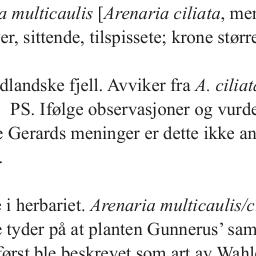 a multicaulis [Arenaria ciliata, mer
er, sittende, tilspissete; krone større
dlandske fjell. Avviker fra A. ciliat
PS. Ifølge observasjoner og vurde
e Gerards meninger er dette ikke an
.
e i herbariet. Arenaria multicaulis/c
e tyder på at planten Gunnerus’ sam
først ble beskrevet som art av Wahl